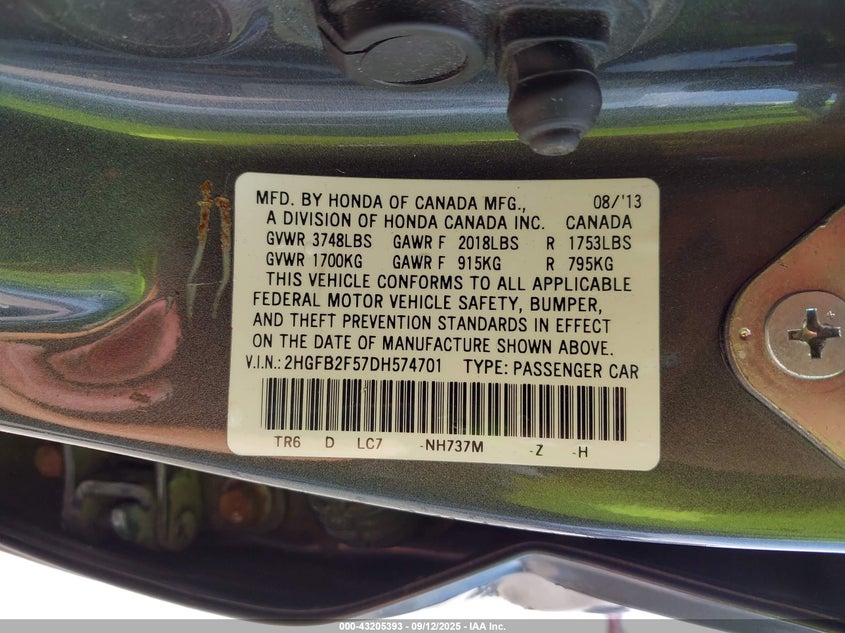 MFD. BY HONDA OF CANADA MFG., 08/'13
A DIVISION OF HONDA CANADA INC. CANADA
GVWR 3748LBS GAWR F 2018LBS R 1753LBS
GVWR 1700KG GAWR F 915KG R 795KG
THIS VEHICLE CONFORMS TO ALL APPLICABLE
FEDERAL MOTOR VEHICLE SAFETY, BUMPER,
AND THEFT PREVENTION STANDARDS IN EFFECT
ON THE DATE OF MANUFACTURE SHOWN ABOVE.
V.I.N.: 2HGFB2F57DH574701 TYPE: PASSENGER CAR
TR6 D LC7 -NH737M -Z -H
000-43205393 - 09/12/2025 - IAA Inc.